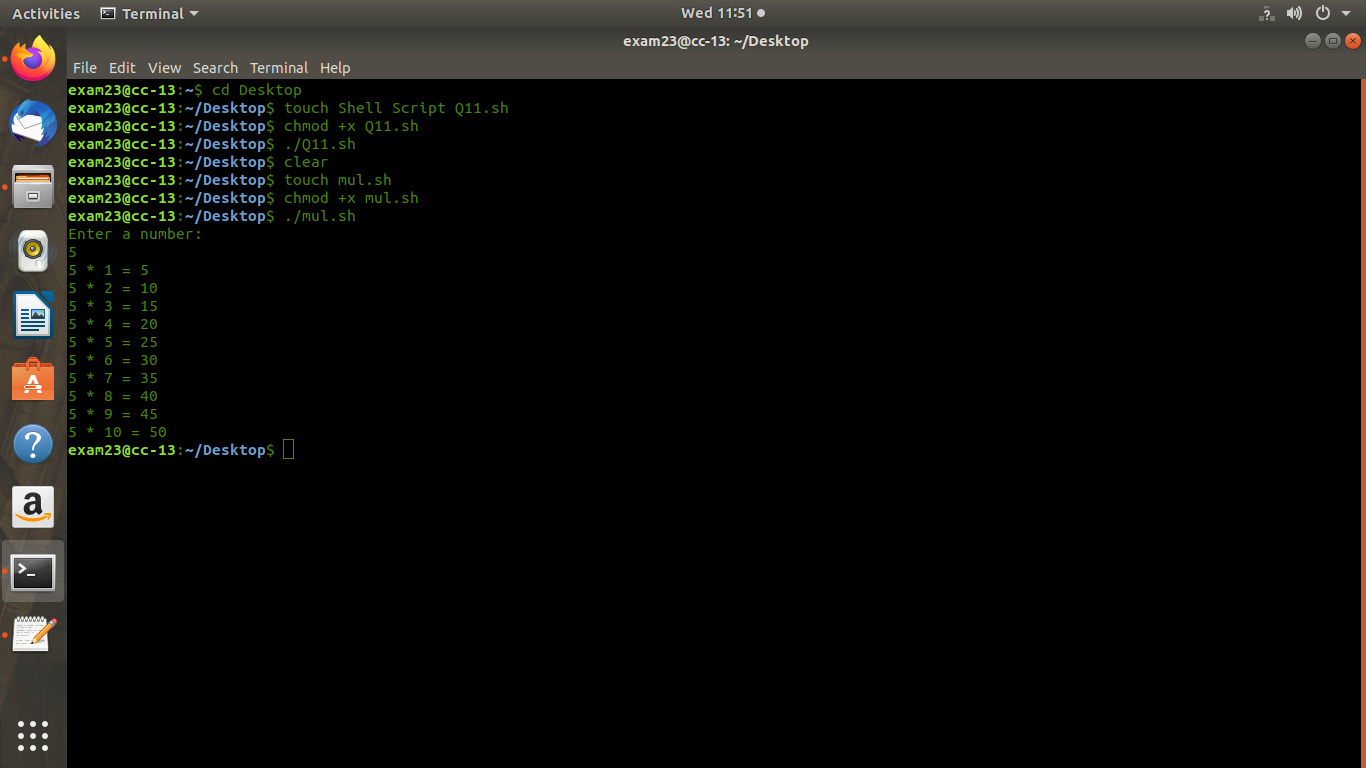 Activities Terminal Wed 11:51
exam23@cc-13: ~/Desktop
File Edit View Search Terminal Help
exam23@cc-13:~$ cd Desktop
exam23@cc-13:~/Desktop$ touch Shell Script Q11.sh
exam23@cc-13:~/Desktop$ chmod +x Q11.sh
exam23@cc-13:~/Desktop$ ./Q11.sh
exam23@cc-13:~/Desktop$ clear
exam23@cc-13:~/Desktop$ touch mul.sh
exam23@cc-13:~/Desktop$ chmod +x mul.sh
exam23@cc-13:~/Desktop$ ./mul.sh
Enter a number:
5
5 * 1 = 5
5 * 2 = 10
5 * 3 = 15
5 * 4 = 20
5 * 5 = 25
5 * 6 = 30
5 * 7 = 35
5 * 8 = 40
5 * 9 = 45
5 * 10 = 50
exam23@cc-13:~/Desktop$